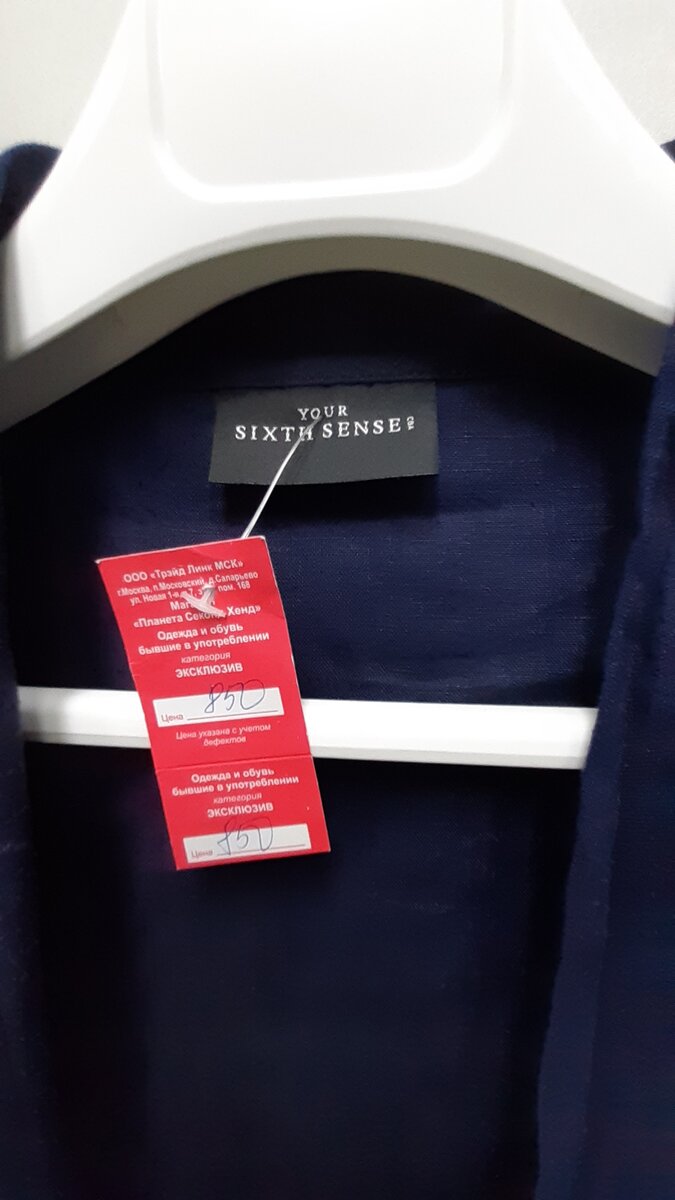 YOUR
SIXTH SENSE C&A
ООО «Трэйд Линк МСК»
г.Москва, п.Московский, д.Саларьево
ул. Новая 1-я, пом. 168
«Планета Секонд Хенд»
Одежда и обувь
бывшие в употреблении
категория
ЭКСКЛЮЗИВ
Цена 850
Цена указана с учетом
дефектов
Одежда и обувь
бывшие в употреблении
категория
ЭКСКЛЮЗИВ
Цена 850